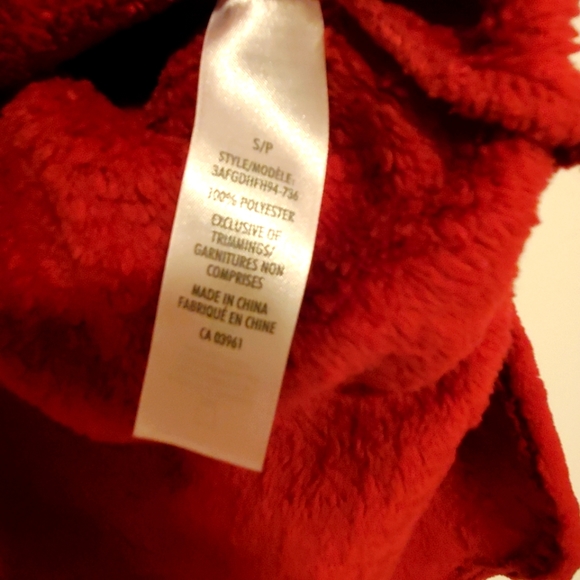 S/P
STYLE/MODÈLE:
3AFGDHFH94-736
100% POLYESTER
EXCLUSIVE OF
TRIMMINGS/
GARNITURES NON
COMPRISES
MADE IN CHINA
FABRIQUÉ EN CHINE
CA 03961